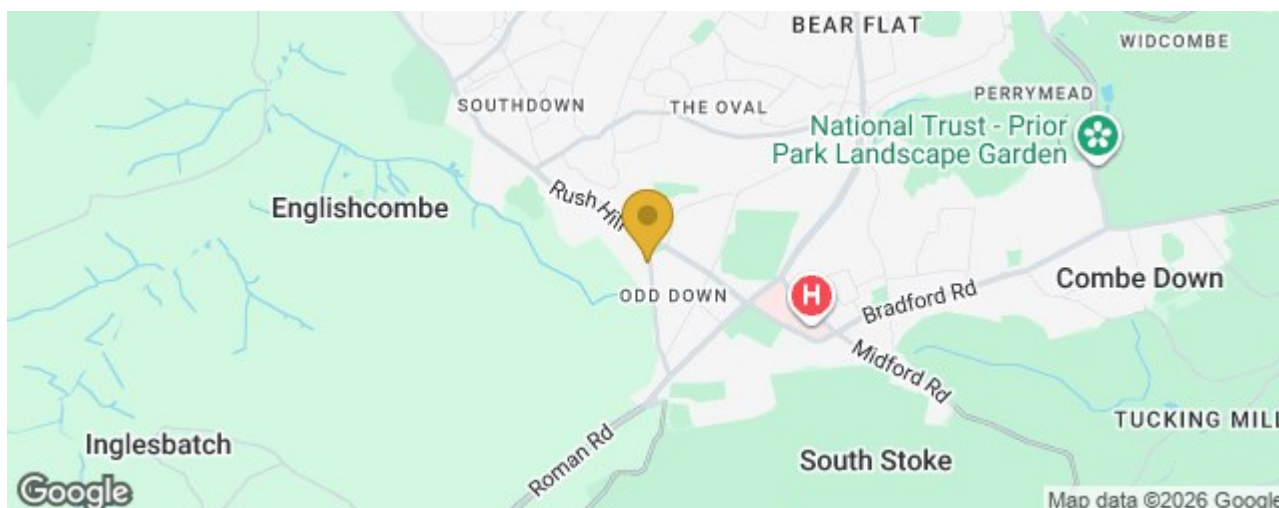 BEAR FLAT
WIDCOMBE
PERRYMEAD
SOUTHDOWN
THE OVAL
National Trust - Prior
Park Landscape Garden
Rush Hill
Englishcombe
Combe Down
ODD DOWN
H
Bradford Rd
Midford Rd
TUCKING MILL
Inglesbatch
Roman Rd
South Stoke
Google
Map data ©2026 Google